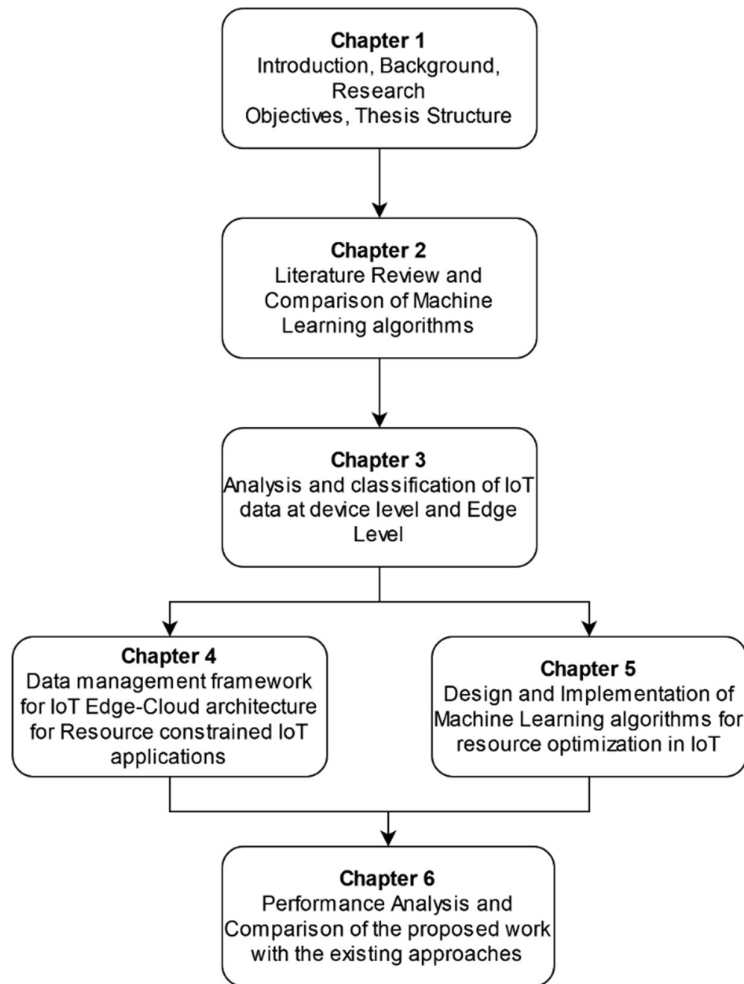 Chapter 1
Introduction, Background,
Research
Objectives, Thesis Structure
Chapter 2
Literature Review and
Comparison of Machine
Learning algorithms
Chapter 3
Analysis and classification of IoT
data at device level and Edge
Level
Chapter 4
Data management framework
for IoT Edge-Cloud architecture
for Resource constrained IoT
applications
Chapter 5
Design and Implementation of
Machine Learning algorithms for
resource optimization in IoT
Chapter 6
Performance Analysis and
Comparison of the proposed work
with the existing approaches